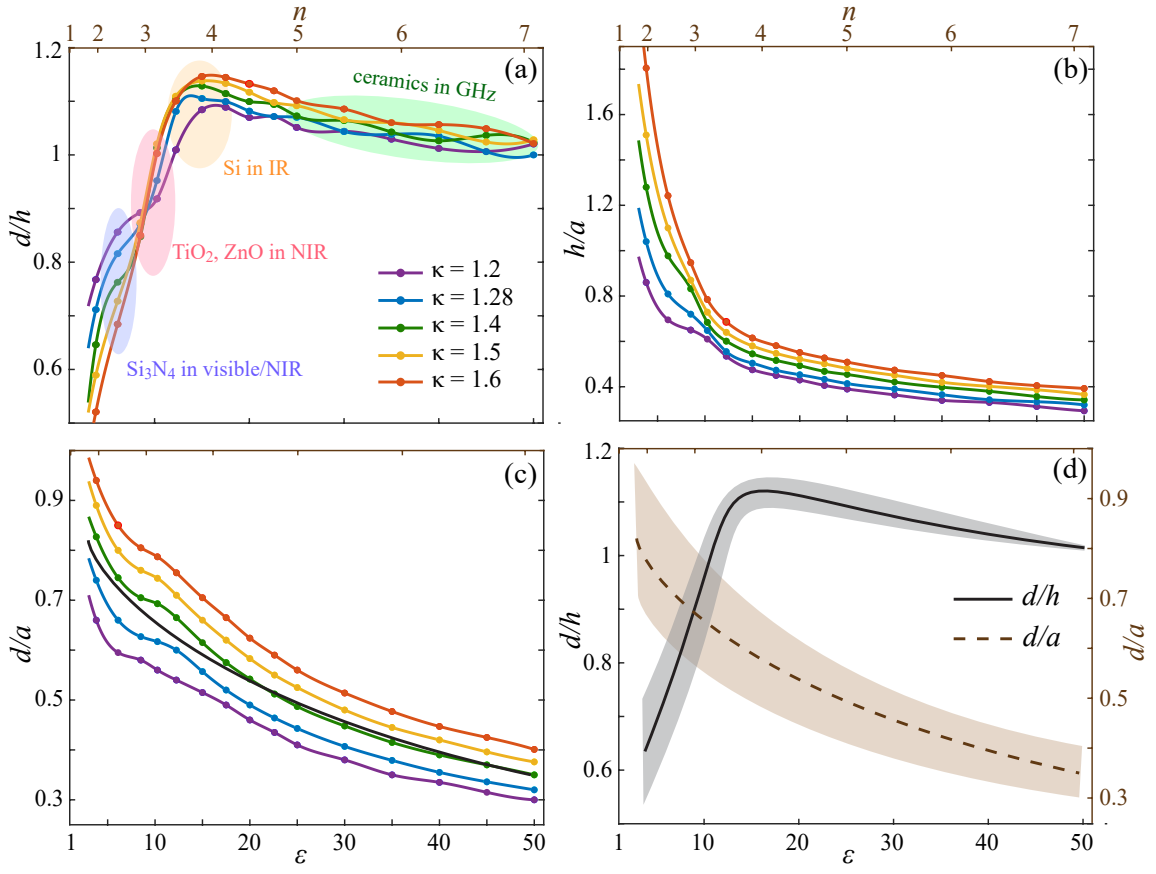 n
1 2 3 4 5 6 7
1.2
1
0.8
0.6
d/h
(a)
ceramics in GHz
Si in IR
TiO₂, ZnO in NIR
Si₃N₄ in visible/NIR
κ = 1.2
κ = 1.28
κ = 1.4
κ = 1.5
κ = 1.6
n
1 2 3 4 5 6 7
1.6
1.2
0.8
0.4
h/a
(b)
0.9
0.7
0.5
0.3
d/a
(c)
1 10 20 30 40 50
ε
1.2
1
0.8
0.6
d/h
(d)
d/h
d/a
0.9
0.7
0.5
0.3
d/a
1 10 20 30 40 50
ε